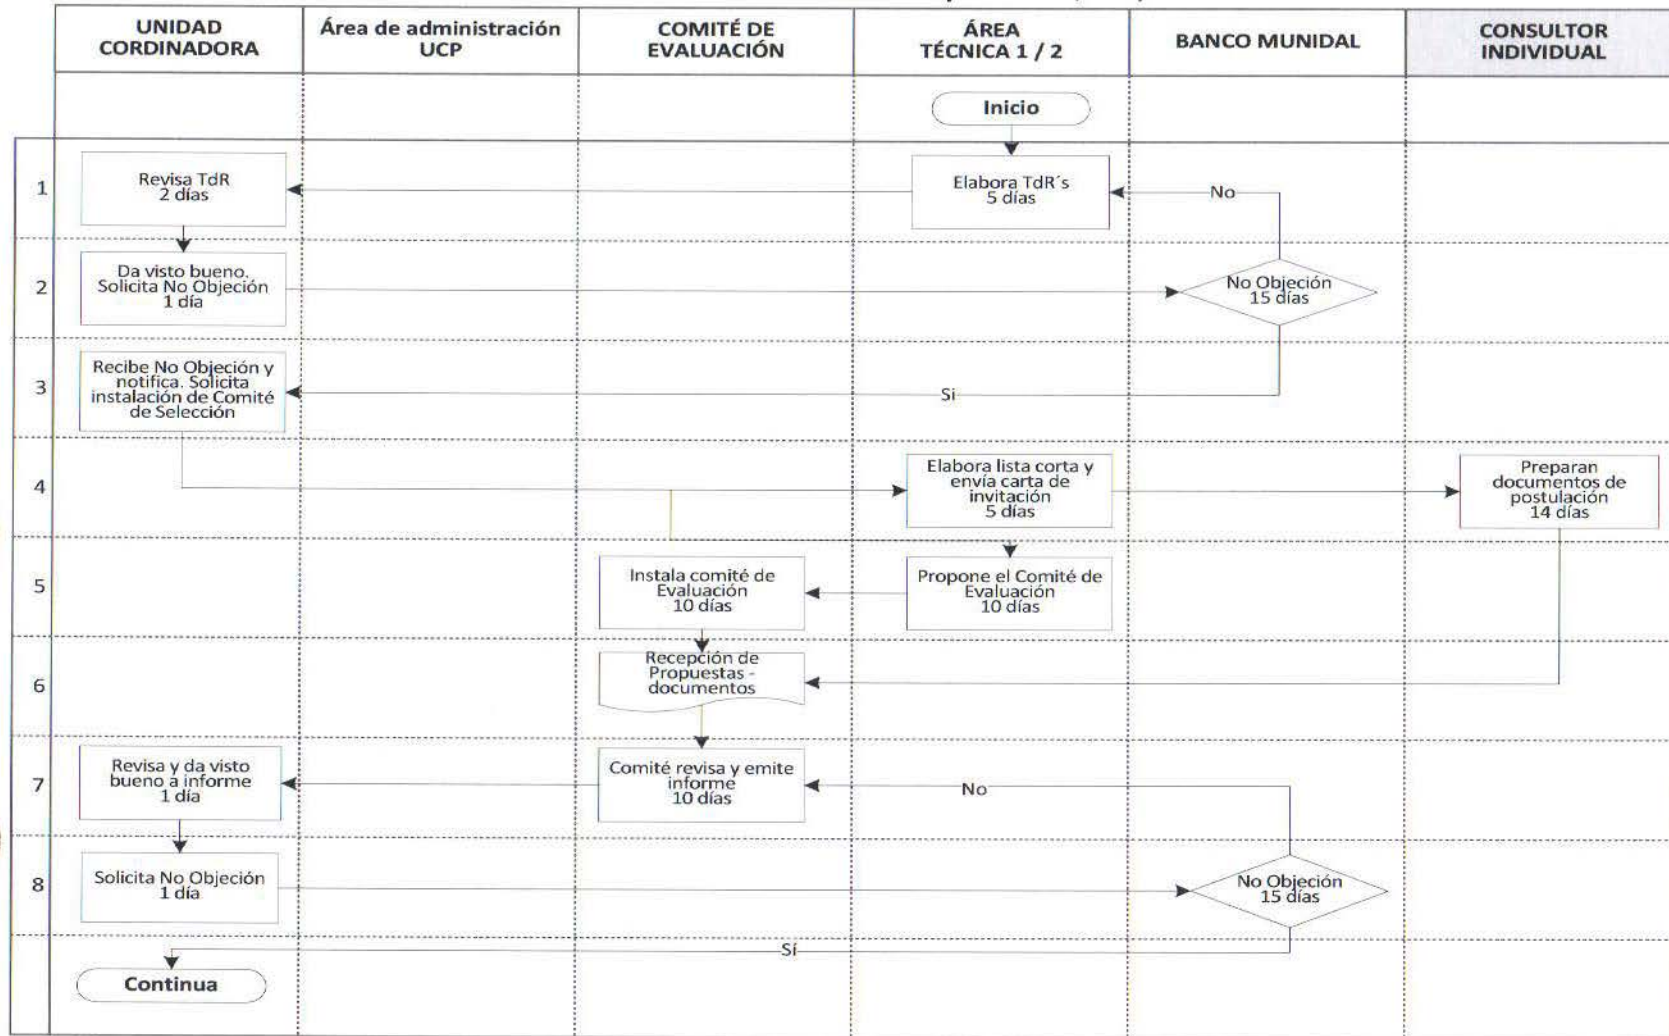 UNIDAD
CORDINADORA
Área de administración
UCP
COMITÉ DE
EVALUACIÓN
ÁREA
TÉCNICA 1 / 2
BANCO MUNIDAL
CONSULTOR
INDIVIDUAL
Inicio
1
Revisa TdR
2 días
Elabora TdR´s
5 días
No
2
Da visto bueno.
Solicita No Objeción
1 día
No Objeción
15 días
3
Recibe No Objeción y
notifica. Solicita
instalación de Comité
de Selección
Si
4
Elabora lista corta y
envía carta de
invitación
5 días
Preparan
documentos de
postulación
14 días
5
Instala comité de
Evaluación
10 días
Propone el Comité de
Evaluación
10 días
6
Recepción de
Propuestas -
documentos
7
Revisa y da visto
bueno a informe
1 día
Comité revisa y emite
informe
10 días
No
8
Solicita No Objeción
1 día
No Objeción
15 días
Sí
Continua